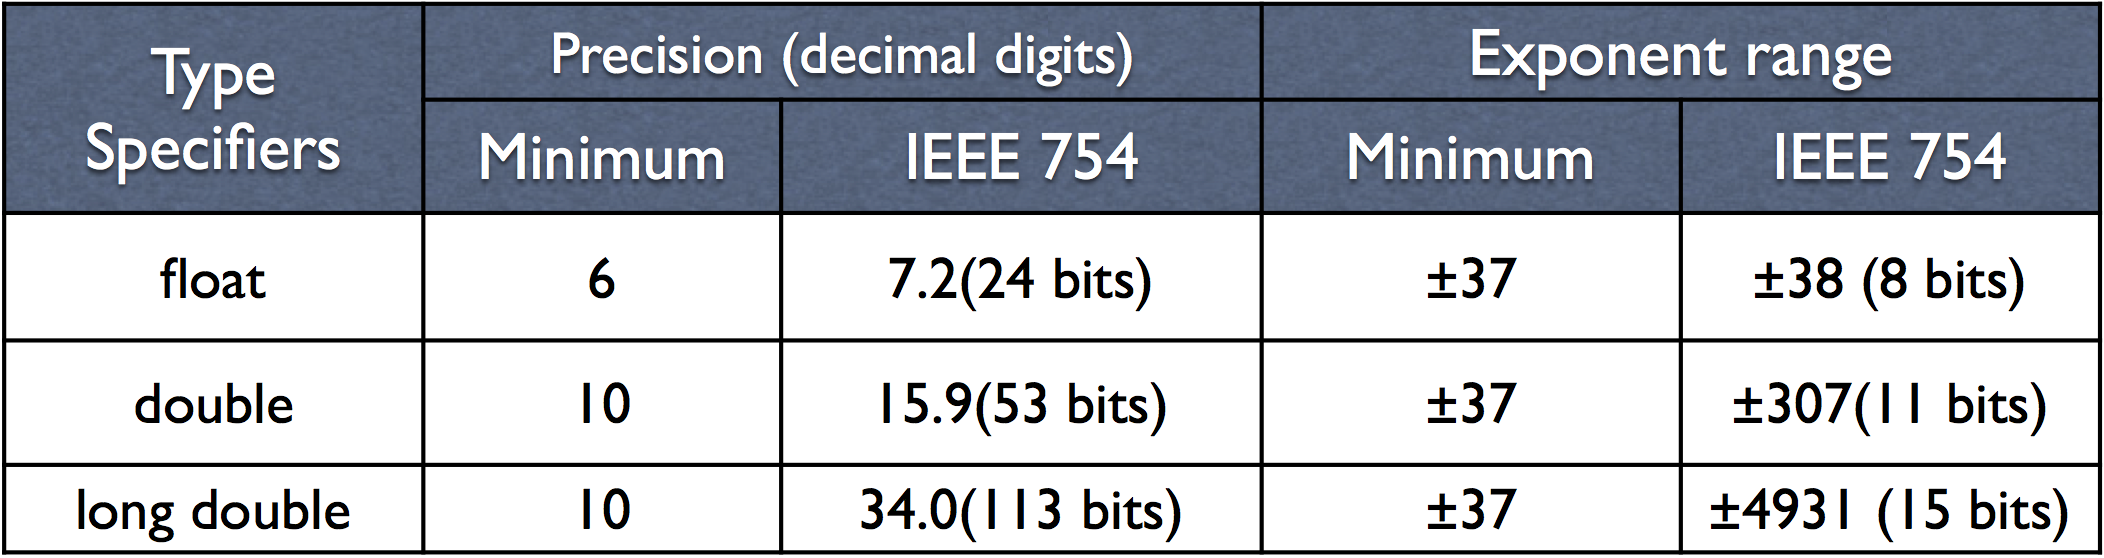 Type Specifiers Precision (decimal digits) Exponent range
Minimum IEEE 754 Minimum IEEE 754
float 6 7.2(24 bits) ±37 ±38 (8 bits)
double 10 15.9(53 bits) ±37 ±307(11 bits)
long double 10 34.0(113 bits) ±37 ±4931 (15 bits)